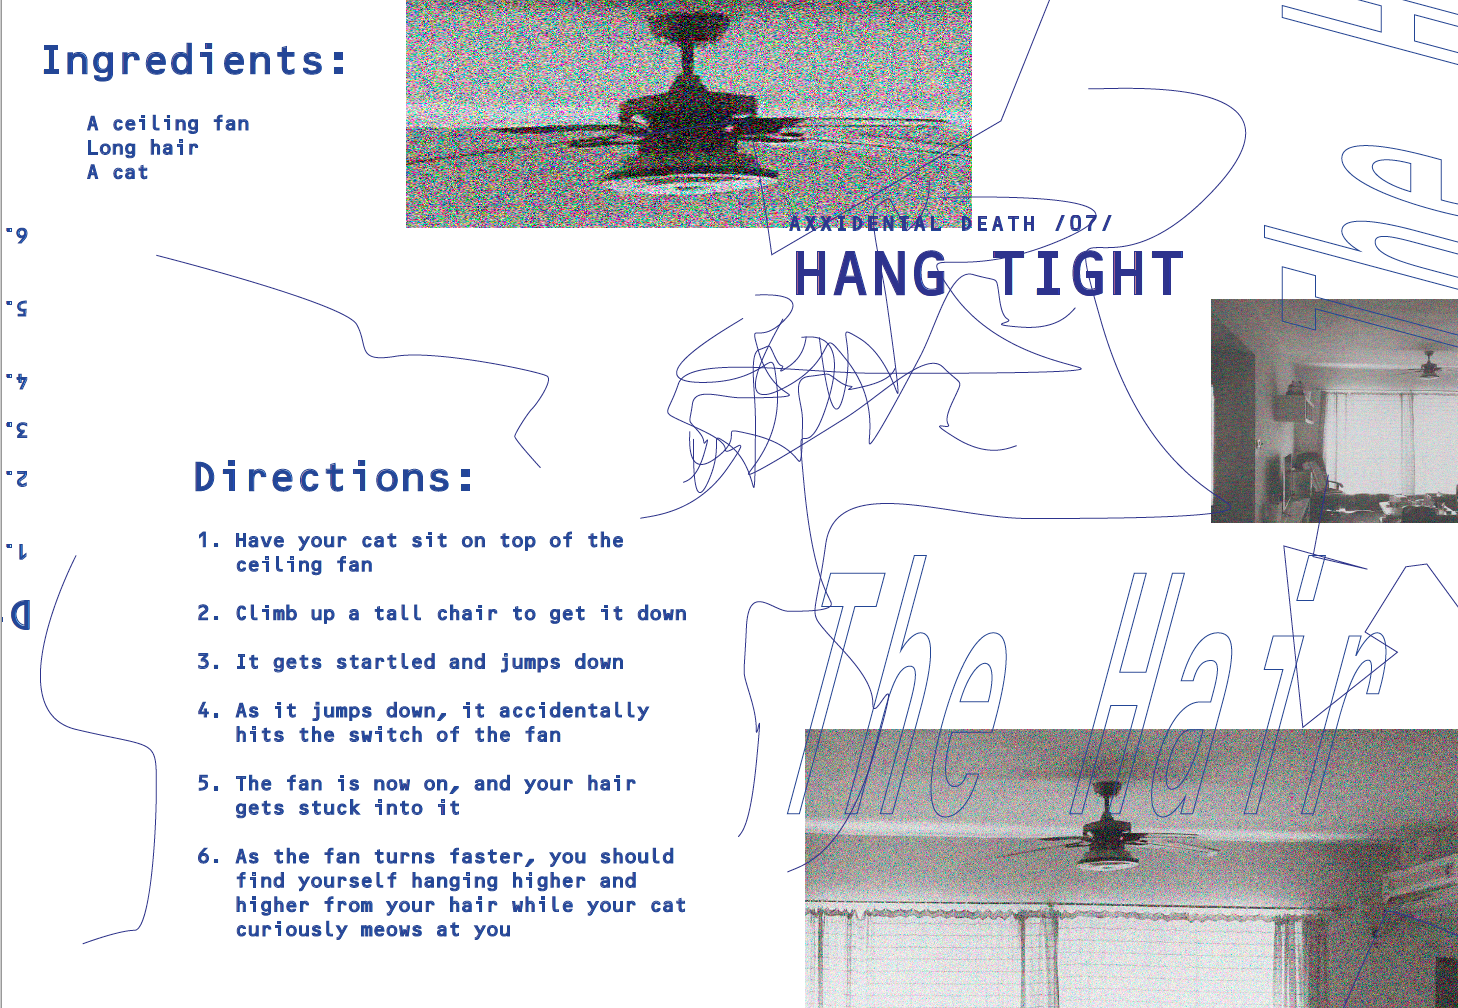 Ingredients:
A ceiling fan
Long hair
A cat
AXXIDENTAL DEATH /07/
HANG TIGHT
Directions:
1. Have your cat sit on top of the
ceiling fan
2. Climb up a tall chair to get it down
3. It gets startled and jumps down
4. As it jumps down, it accidentally
hits the switch of the fan
5. The fan is now on, and your hair
gets stuck into it
6. As the fan turns faster, you should
find yourself hanging higher and
higher from your hair while your cat
curiously meows at you
The Hair
The H
6.
5.
4.
3.
2.
1.
D